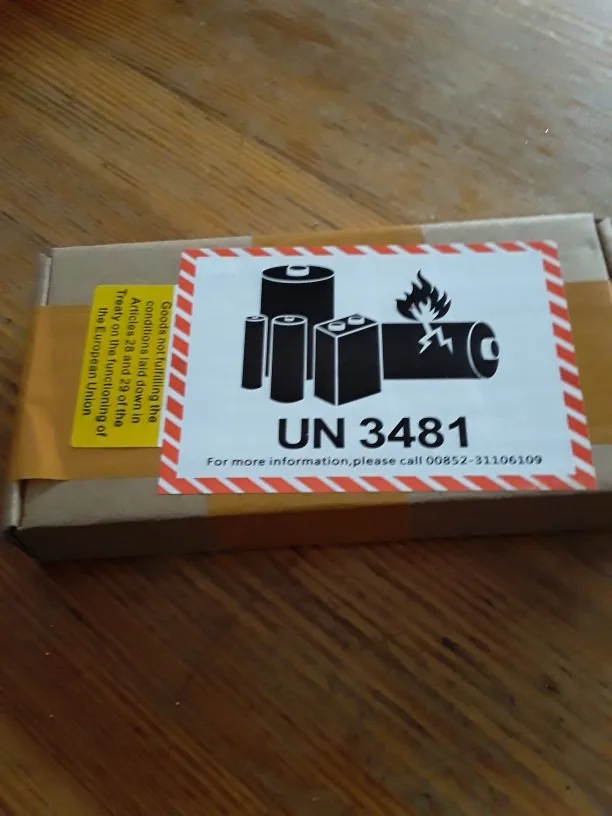 Goods not fulfilling the
conditions laid down in
Articles 28 and 29 of the
Treaty on the functioning of
the European Union
UN 3481
For more information,please call 00852-31106109